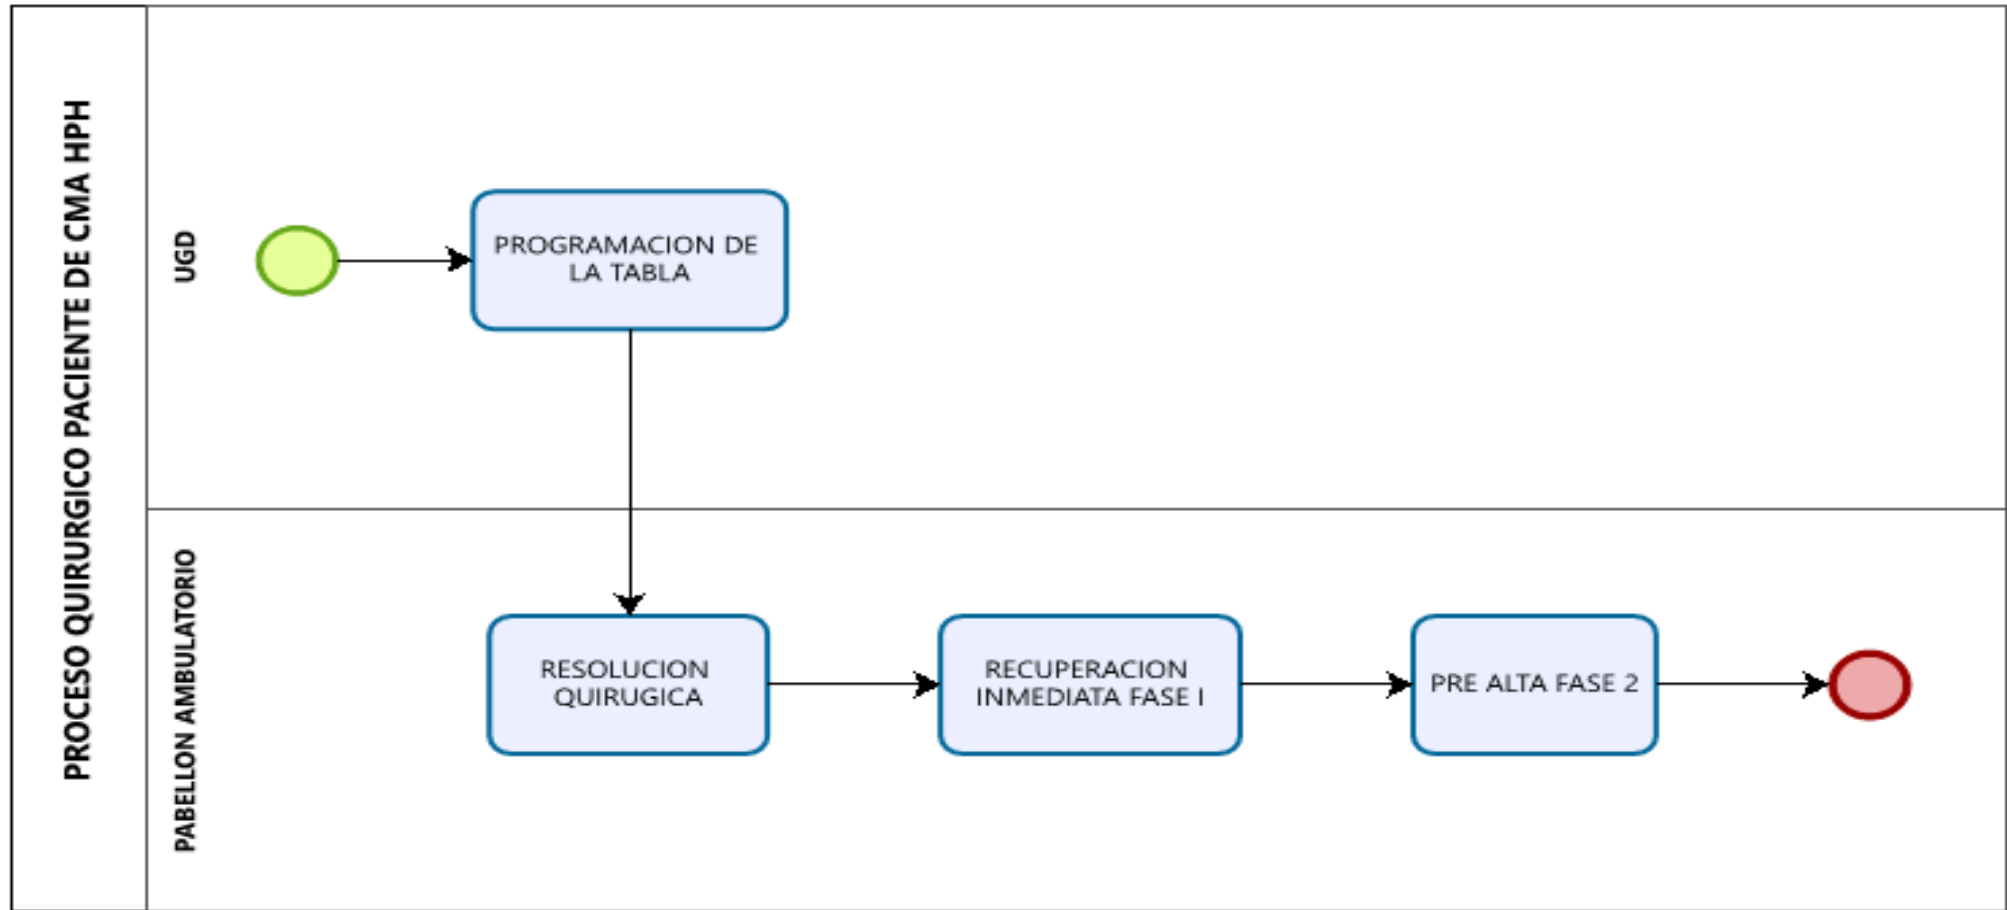 PROCESO QUIRURGICO PACIENTE DE CMA HPH
UGD
PROGRAMACION DE
LA TABLA
PABELLON AMBULATORIO
RESOLUCION
QUIRUGICA
RECUPERACION
INMEDIATA FASE I
PRE ALTA FASE 2